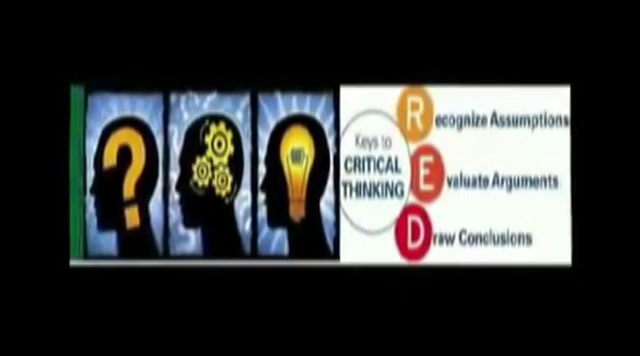 Keys to
CRITICAL
THINKING
Recognize Assumptions
Evaluate Arguments
Draw Conclusions